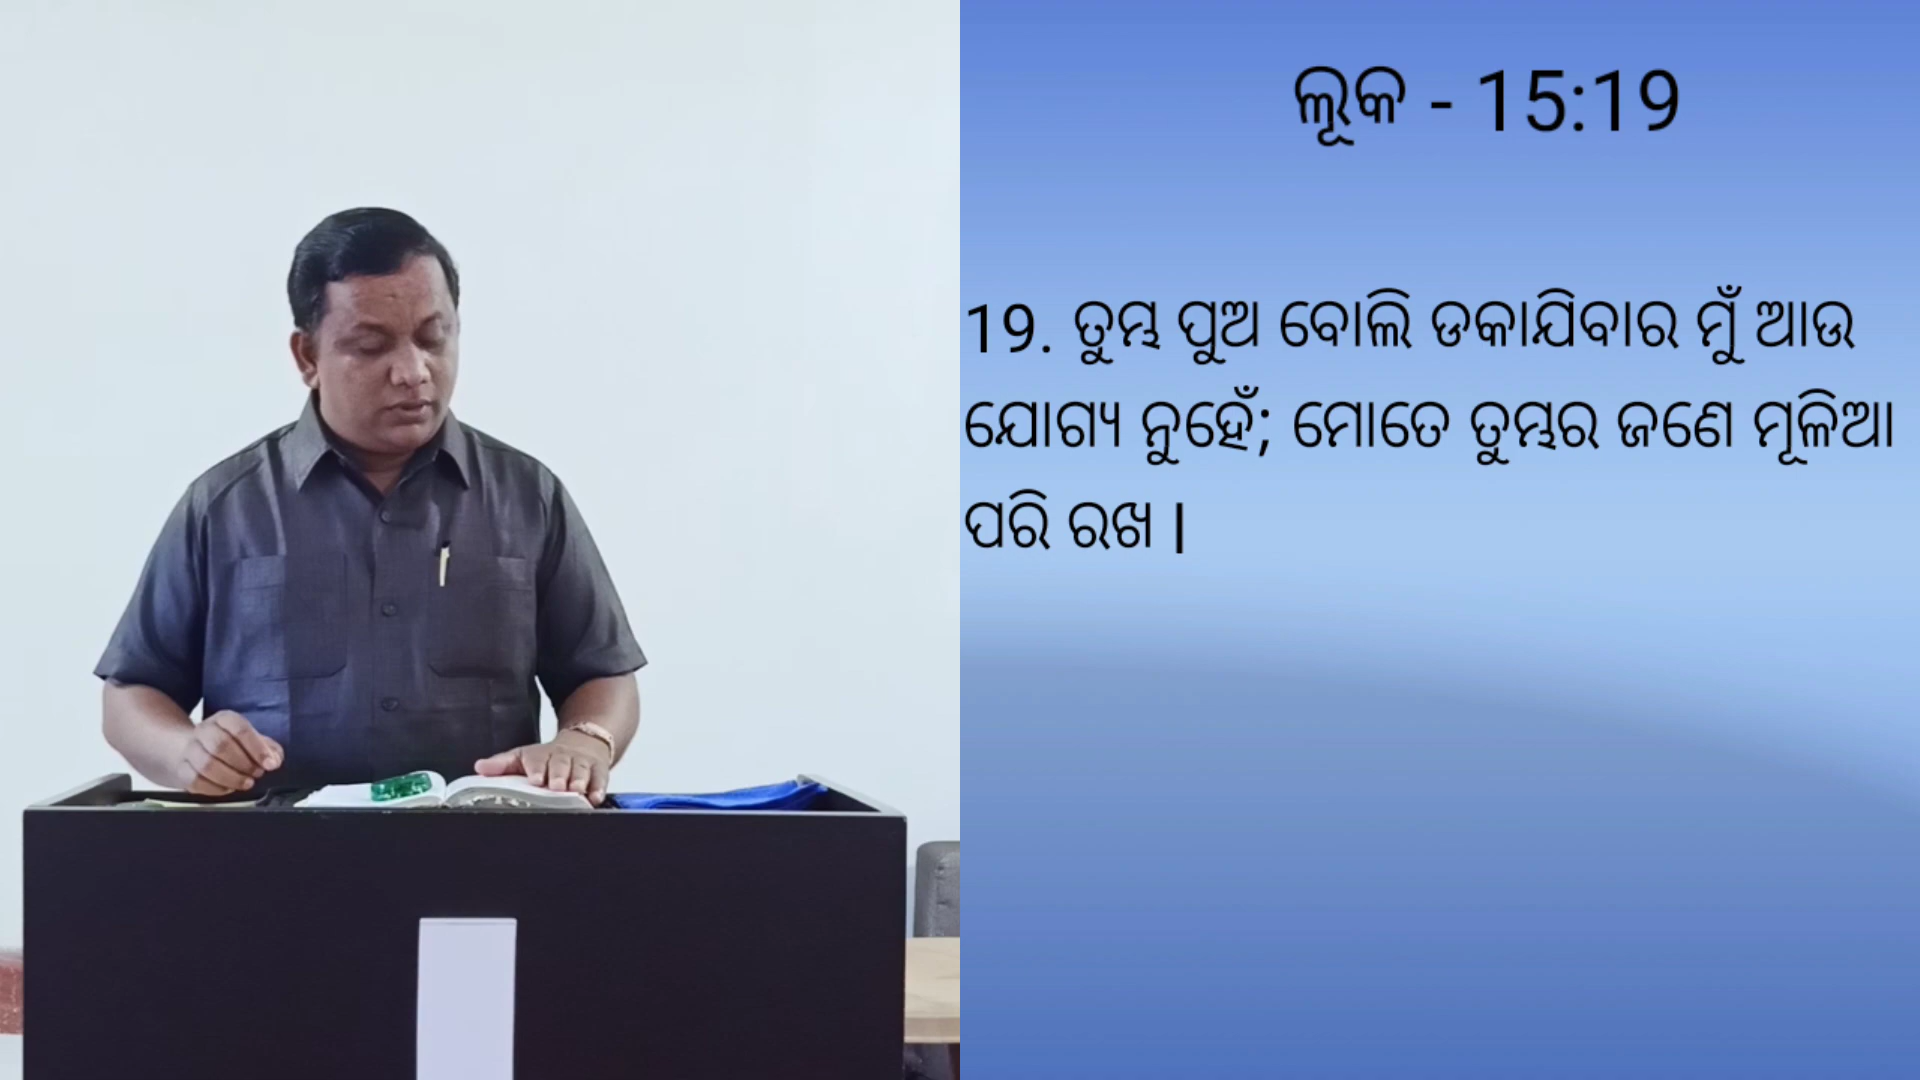 ଲୂକ - 15:19
19. ତୁମ୍ଭ ପୁଅ ବୋଲି ଡକାଯିବାର ମୁଁ ଆଉ
ଯୋଗ୍ୟ ନୁହେଁ; ମୋତେ ତୁମ୍ଭର ଜଣେ ମୂଳିଆ
ପରି ରଖ |